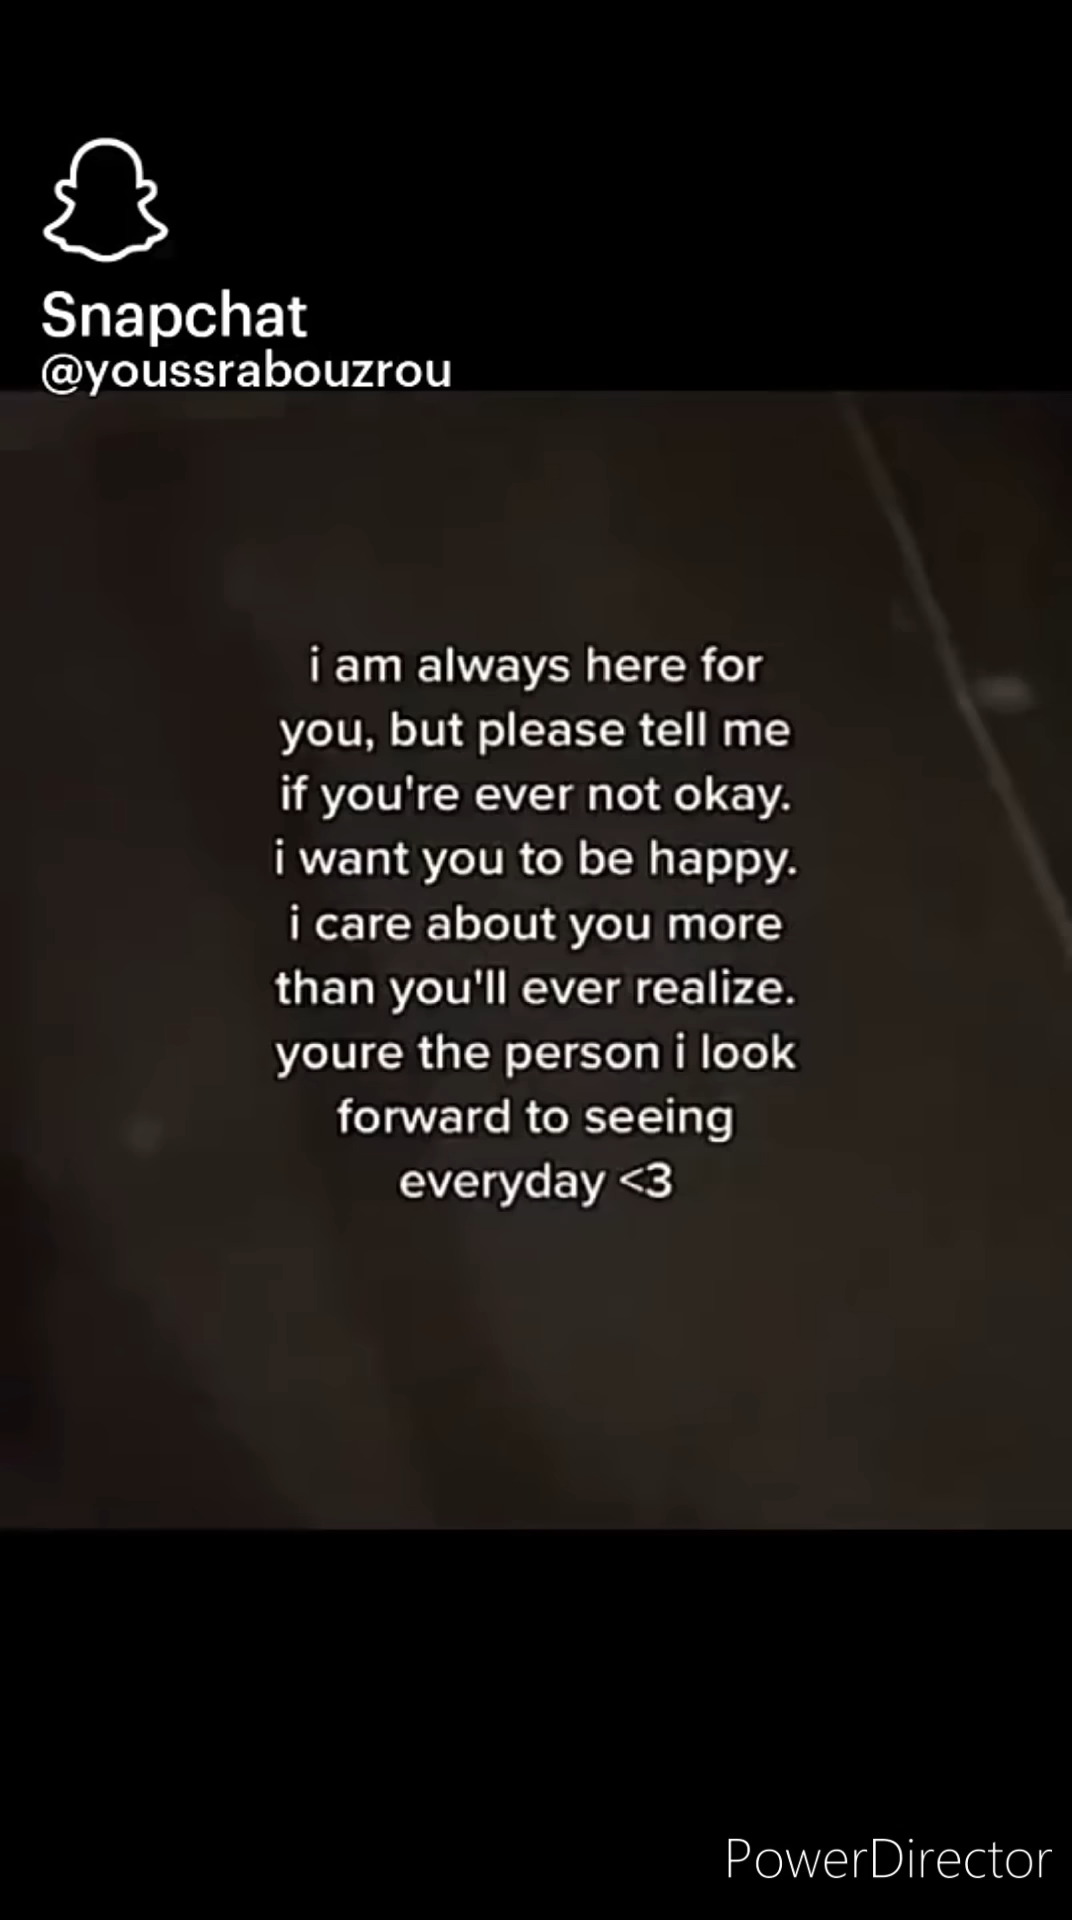 Snapchat
@youssrabouzrou
i am always here for
you, but please tell me
if you're ever not okay.
i want you to be happy.
i care about you more
than you'll ever realize.
youre the person i look
forward to seeing
everyday <3
PowerDirector